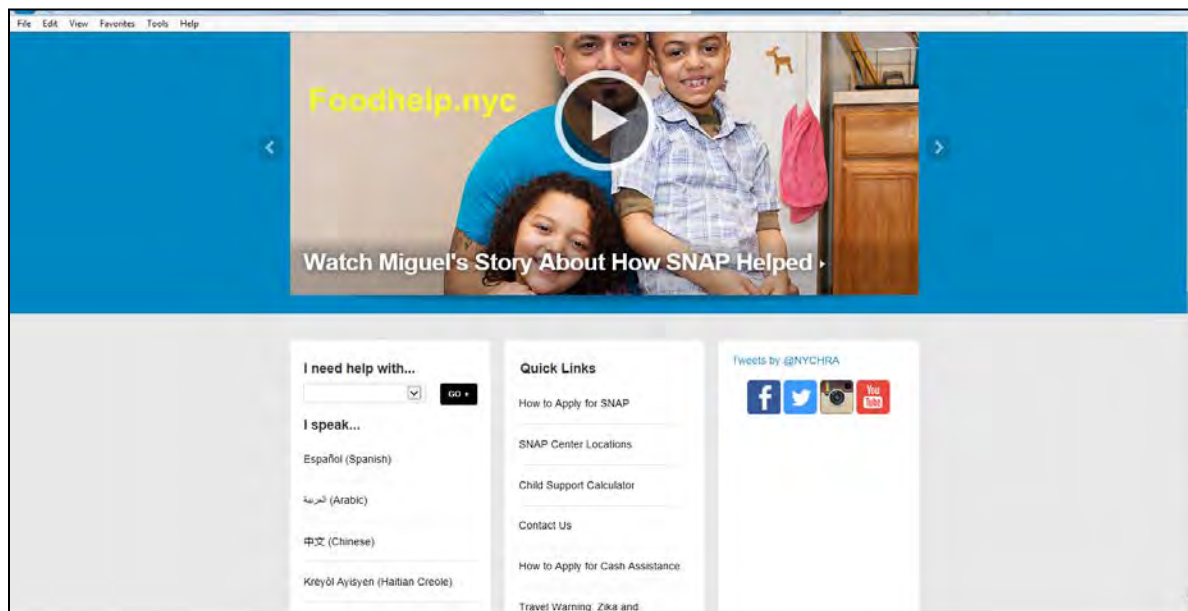 File Edit View Favorites Tools Help
Foodhelp.nyc
Watch Miguel's Story About How SNAP Helped
I need help with...
GO
I speak...
Español (Spanish)
العربية (Arabic)
中文 (Chinese)
Kreyòl Ayisyen (Haitian Creole)
Quick Links
How to Apply for SNAP
SNAP Center Locations
Child Support Calculator
Contact Us
How to Apply for Cash Assistance
Travel Warning, Zika and
Tweets by @NYCHRA
f
You
Tube